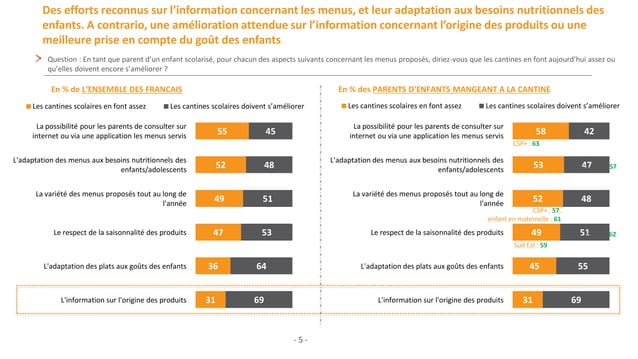 Des efforts reconnus sur l'information concernant les menus, et leur adaptation aux besoins nutritionnels des
enfants. A contrario, une amélioration attendue sur l'information concernant l'origine des produits ou une
meilleure prise en compte du goût des enfants
Question : En tant que parent d'un enfant scolarisé, pour chacun des aspects suivants concernant les menus proposés, diriez-vous que les cantines en font aujourd'hui assez ou
qu'elles doivent encore s'améliorer ?
En % de L'ENSEMBLE DES FRANCAIS
Les cantines scolaires en font assez Les cantines scolaires doivent s'améliorer
La possibilité pour les parents de consulter sur
internet ou via une application les menus servis
55 45
L'adaptation des menus aux besoins nutritionnels des
enfants/adolescents
52 48
La variété des menus proposés tout au long de
l'année
49 51
Le respect de la saisonnalité des produits
47 53
L'adaptation des plats aux goûts des enfants
36 64
L'information sur l'origine des produits
31 69
En % des PARENTS D'ENFANTS MANGEANT A LA CANTINE
Les cantines scolaires en font assez Les cantines scolaires doivent s'améliorer
La possibilité pour les parents de consulter sur
internet ou via une application les menus servis
58 42
CSP+ : 63
L'adaptation des menus aux besoins nutritionnels des
enfants/adolescents
53 47 57
La variété des menus proposés tout au long de
l'année
52 48
CSP+ : 57,
enfant en maternelle : 61
Le respect de la saisonnalité des produits
49 51 62
Sud Est : 59
L'adaptation des plats aux goûts des enfants
45 55
L'information sur l'origine des produits
31 69
- 5 -